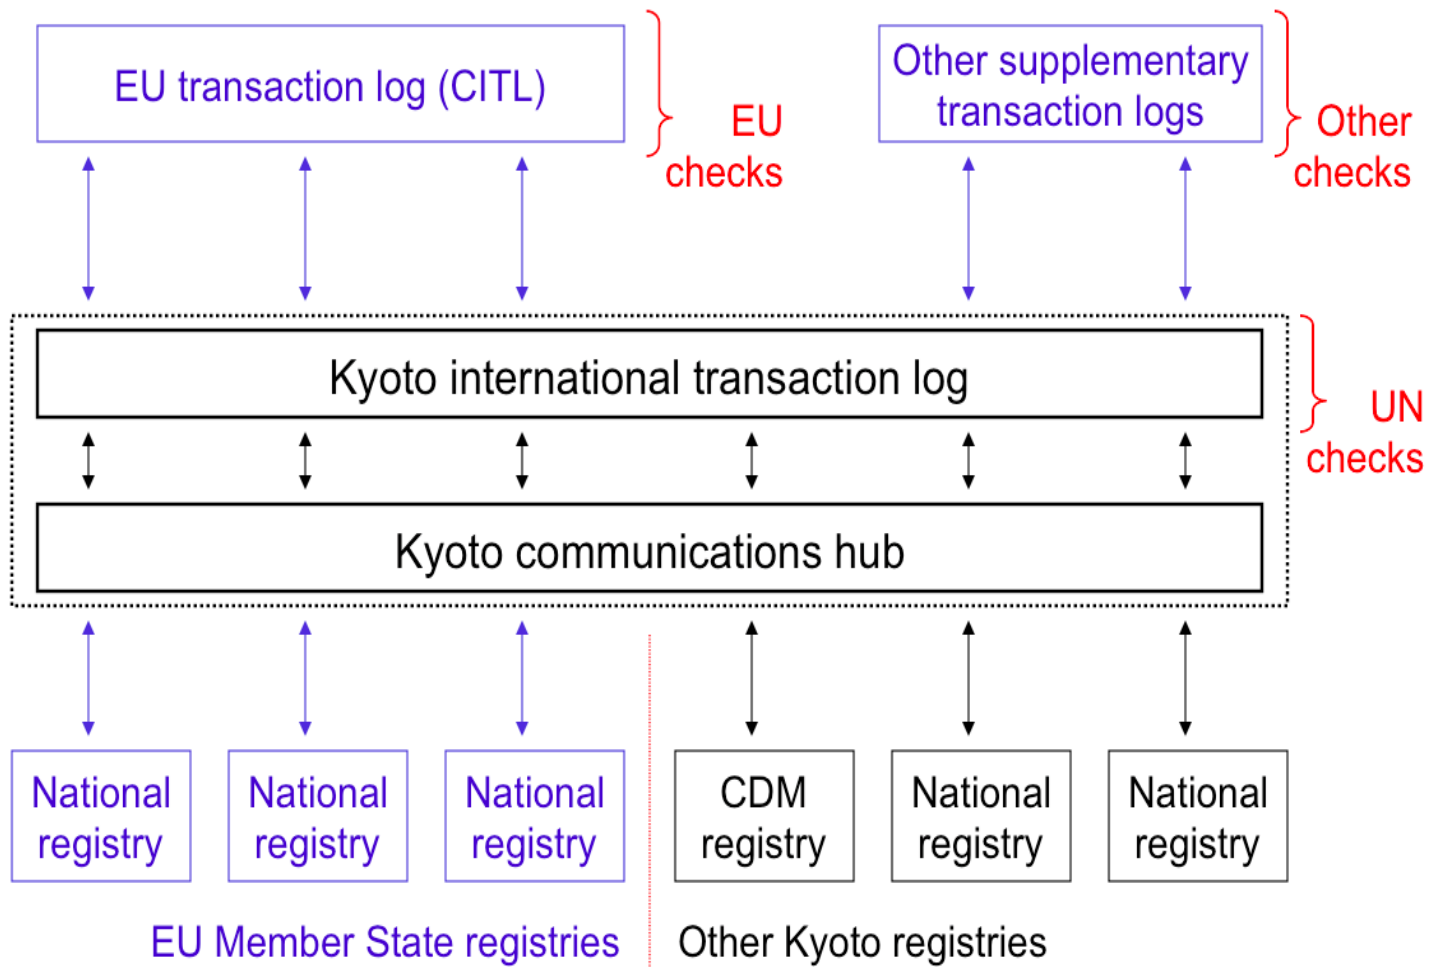 EU transaction log (CITL)
EU
checks
Other supplementary
transaction logs
Other
checks
Kyoto international transaction log
UN
checks
Kyoto communications hub
National
registry
National
registry
National
registry
CDM
registry
National
registry
National
registry
EU Member State registries
Other Kyoto registries